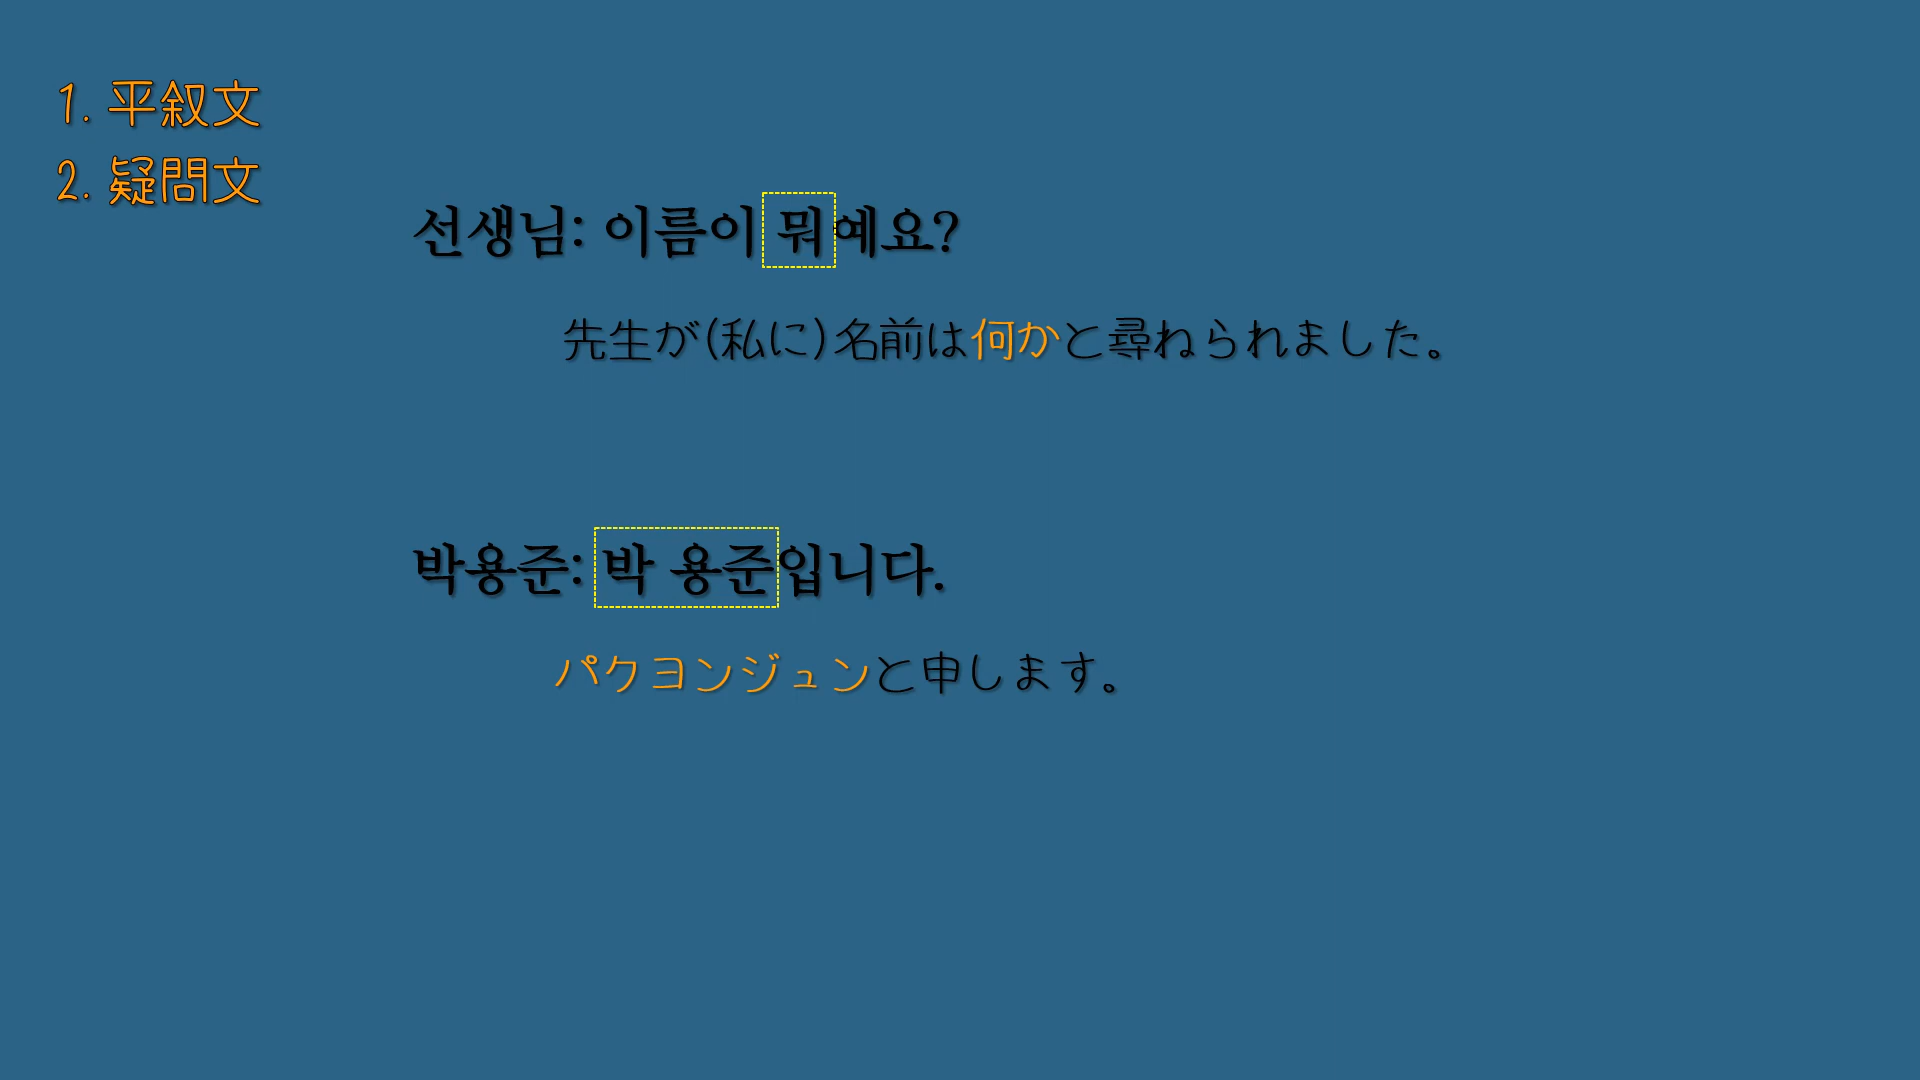 1. 平叙文
2. 疑問文
선생님: 이름이 뭐예요?
先生が(私に)名前は何かと尋ねられました。
박용준: 박 용준입니다.
パクヨンジュンと申します。